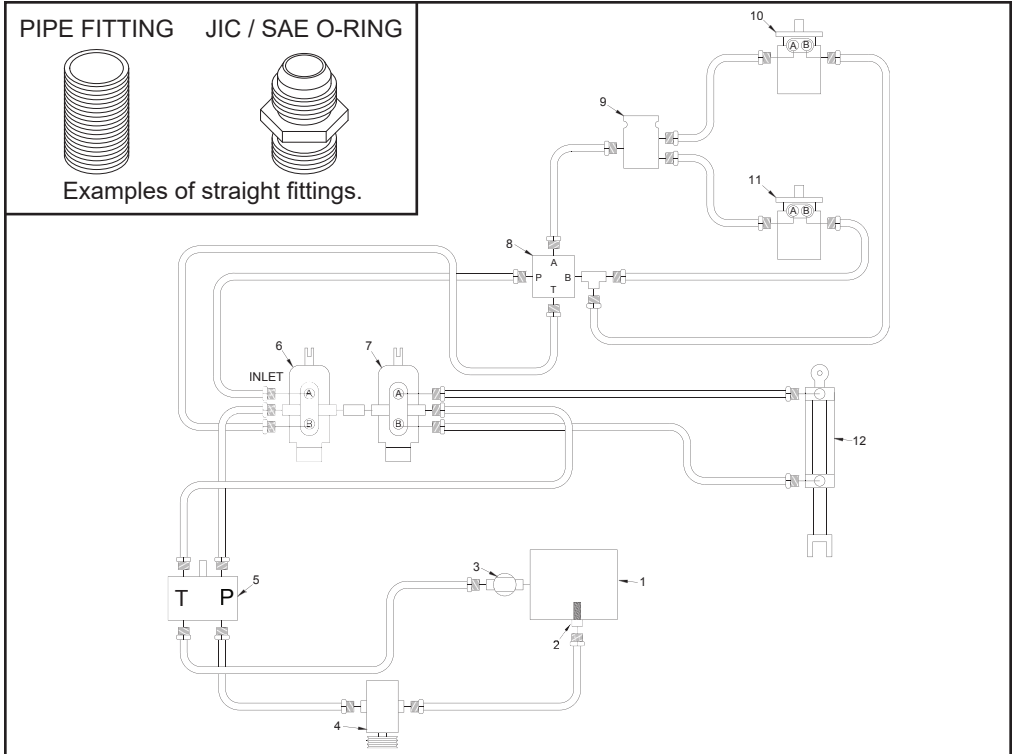 PIPE FITTING JIC / SAE O-RING
Examples of straight fittings.
10
A B
9
11
A B
8
A
P B
T
6
7
INLET
A
A
B
B
12
3
1
5
T P
2
4